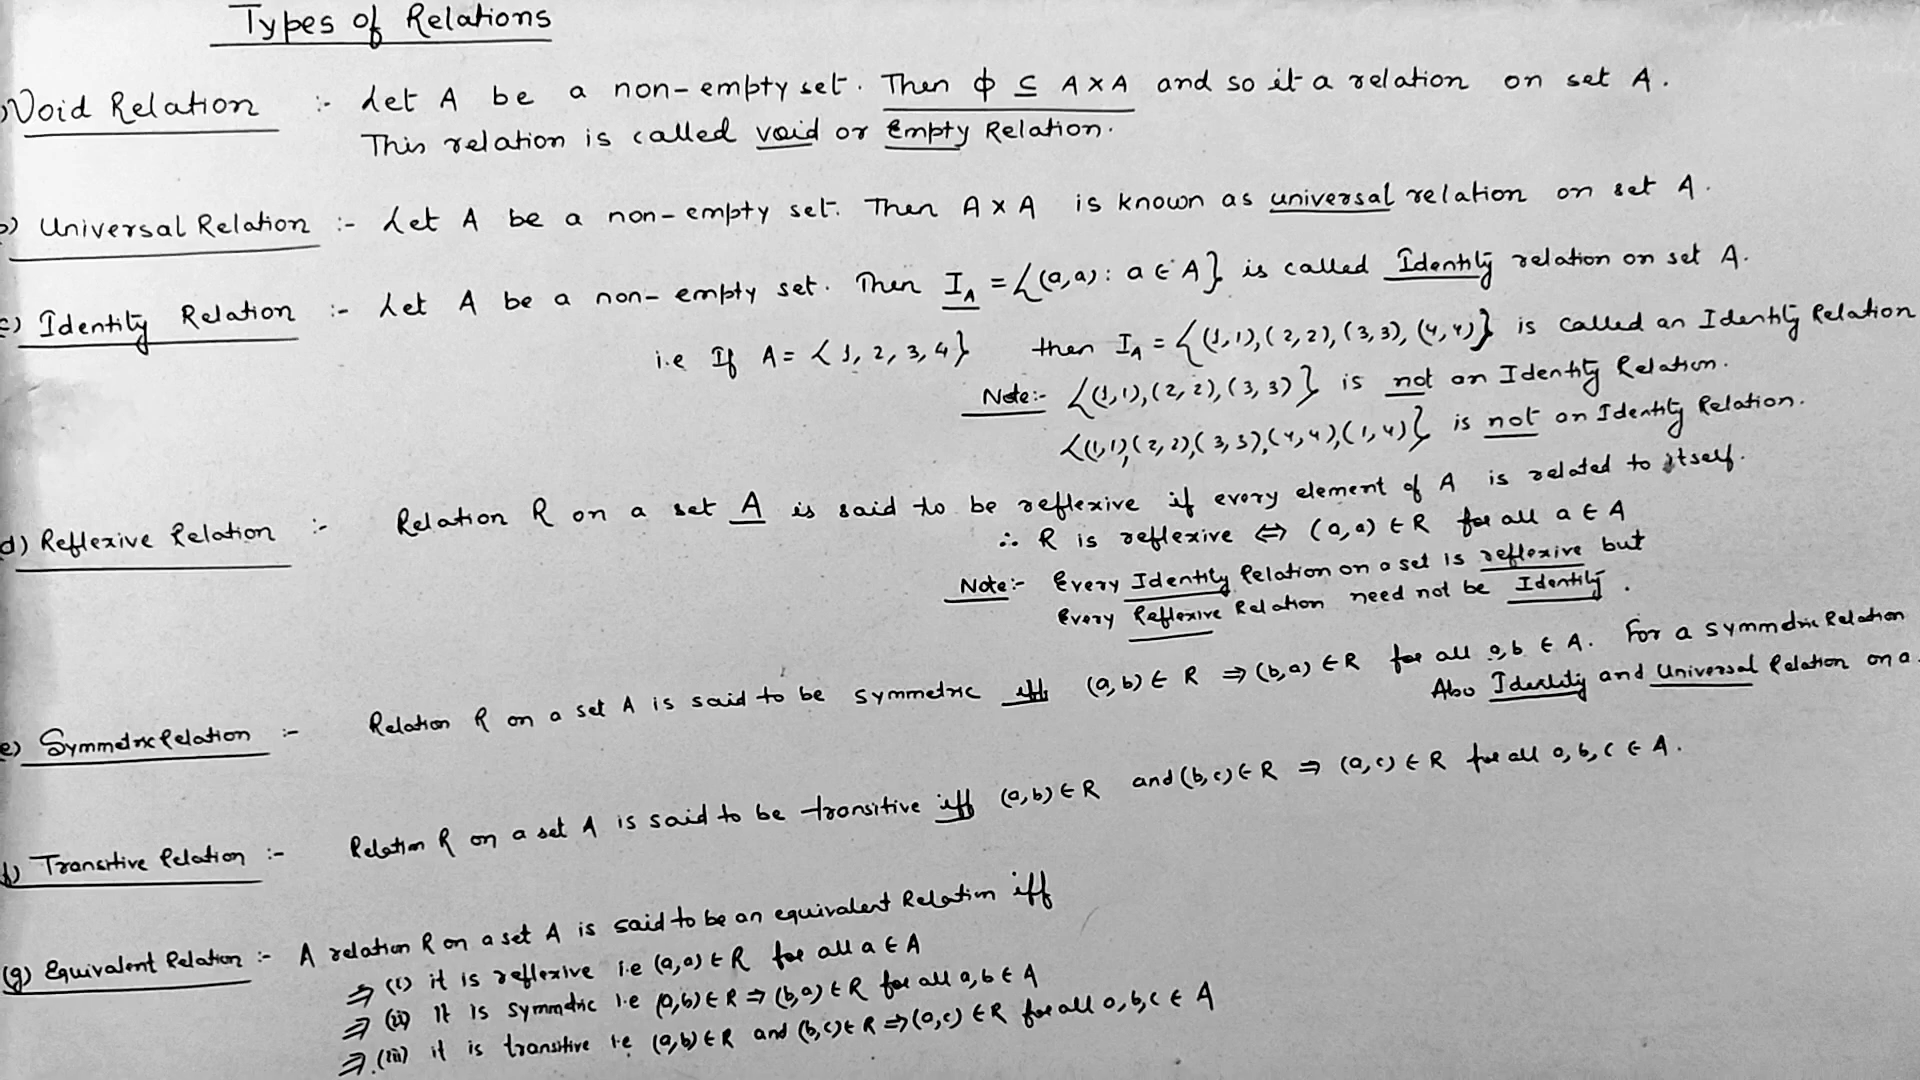 Types of Relations
Void Relation :- Let A be a non-empty set. Then ϕ ⊆ A×A and so it a relation on set A.
This relation is called void or Empty Relation.
b) Universal Relation :- Let A be a non-empty set. Then A×A is known as universal relation on set A.
c) Identity Relation :- Let A be a non-empty set. Then I_A = {(a,a): a ∈ A} is called Identity relation on set A.
i.e If A = {1, 2, 3, 4} then I_A = {(1,1),(2,2),(3,3),(4,4)} is called an Identity Relation
Note:- {(1,1),(2,2),(3,3)} is not an Identity Relation.
{(1,1),(2,2),(3,3),(4,4),(1,4)} is not an Identity Relation.
d) Reflexive Relation :- Relation R on a set A is said to be reflexive if every element of A is related to itself.
∴ R is reflexive ⇔ (a,a) ∈ R for all a ∈ A
Note:- Every Identity Relation on a set is reflexive but
Every Reflexive Relation need not be Identity.
e) Symmetric Relation :- Relation R on a set A is said to be symmetric iff (a,b) ∈ R ⇒ (b,a) ∈ R for all a,b ∈ A. For a symmetric Relation
Also Identity and Universal Relation on a
f) Transitive Relation :- Relation R on a set A is said to be transitive iff (a,b) ∈ R and (b,c) ∈ R ⇒ (a,c) ∈ R for all a,b,c ∈ A.
(g) Equivalent Relation :- A relation R on a set A is said to be an equivalent Relation iff
⇒ (i) it is reflexive i.e (a,a) ∈ R for all a ∈ A
⇒ (ii) It is symmetric i.e (a,b) ∈ R ⇒ (b,a) ∈ R for all a,b ∈ A
⇒ (iii) it is transitive i.e (a,b) ∈ R and (b,c) ∈ R ⇒ (a,c) ∈ R for all a,b,c ∈ A